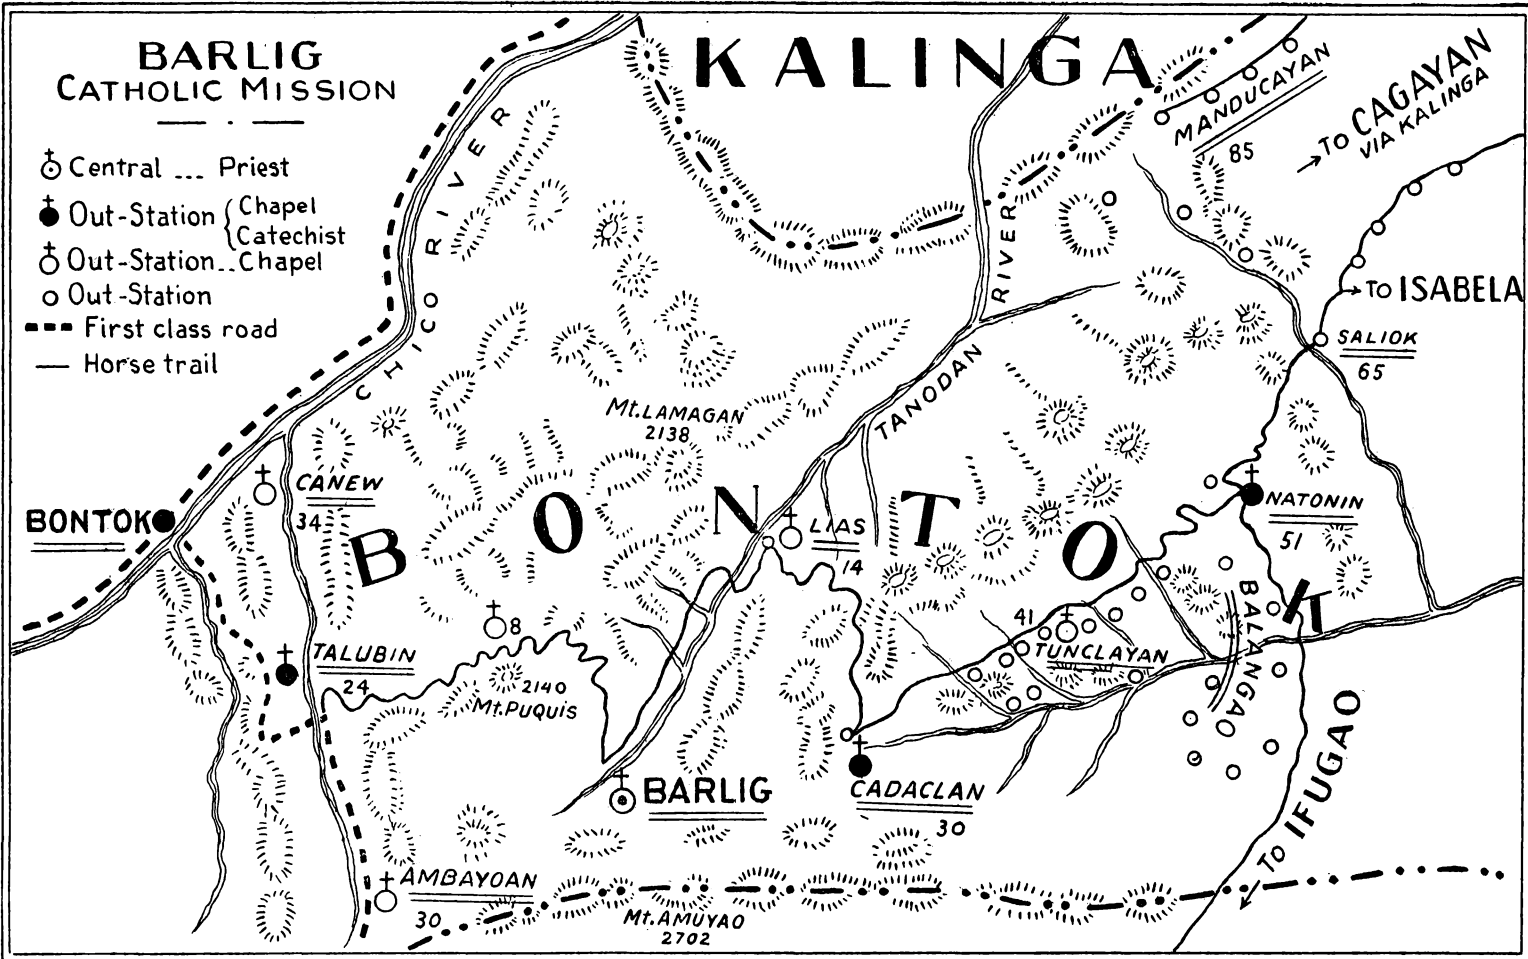 BARLIG
CATHOLIC MISSION
Central ... Priest
Out-Station { Chapel
Catechist
Out-Station..Chapel
Out-Station
First class road
Horse trail
KALINGA
MANDUCAYAN
85
→ TO CAGAYAN
VIA KALINGA
→ TO ISABELA
SALIOK
65
CHICO RIVER
TANODAN RIVER
Mt. LAMAGAN
2138
CANEW
34
BONTOK
BONTOK
LIAS
14
NATONIN
51
BALANGAO
8
41
TUNCLAYAN
TALUBIN
24
2140
Mt. PUQUIS
BARLIG
CADACLAN
30
→ TO IFUGAO
AMBAYOAN
30
Mt. AMUYAO
2702